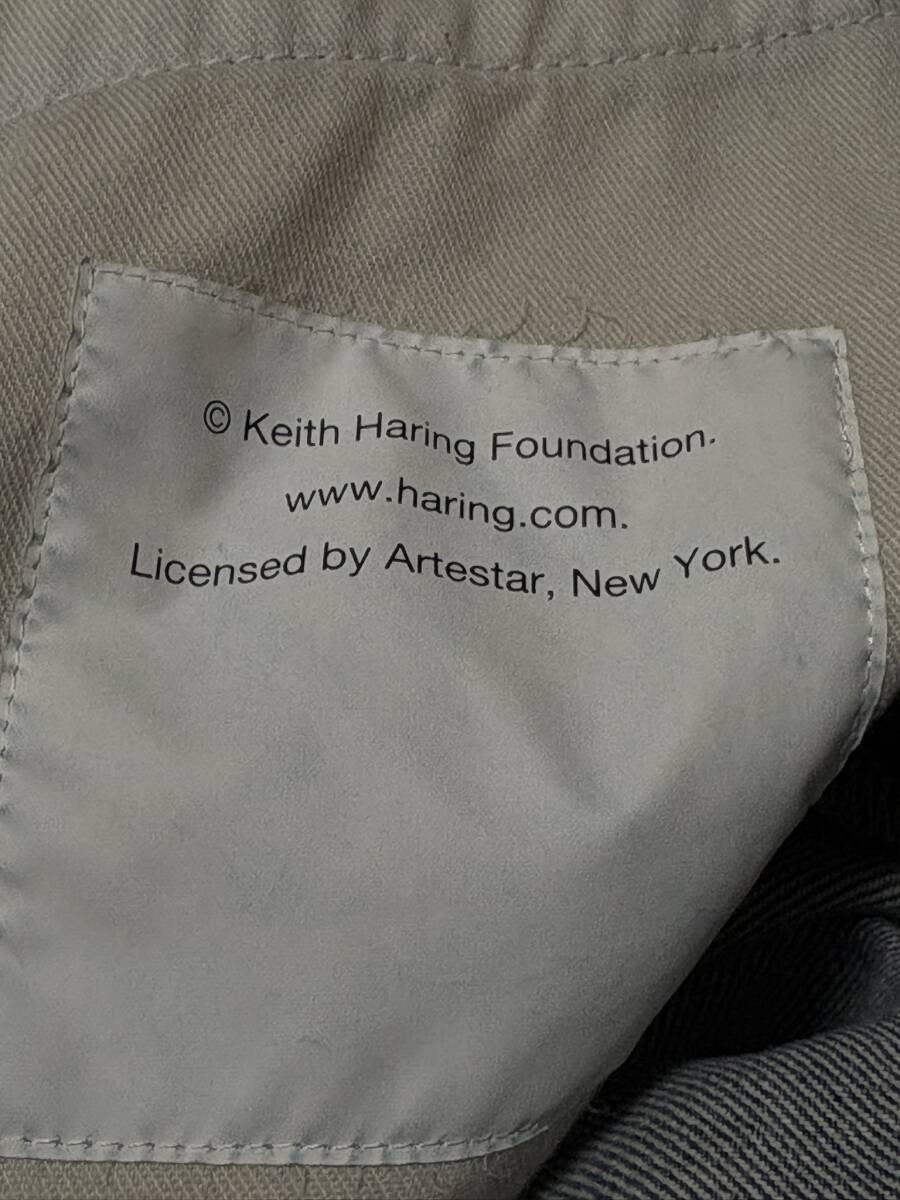 © Keith Haring Foundation.
www.haring.com.
Licensed by Artestar, New York.